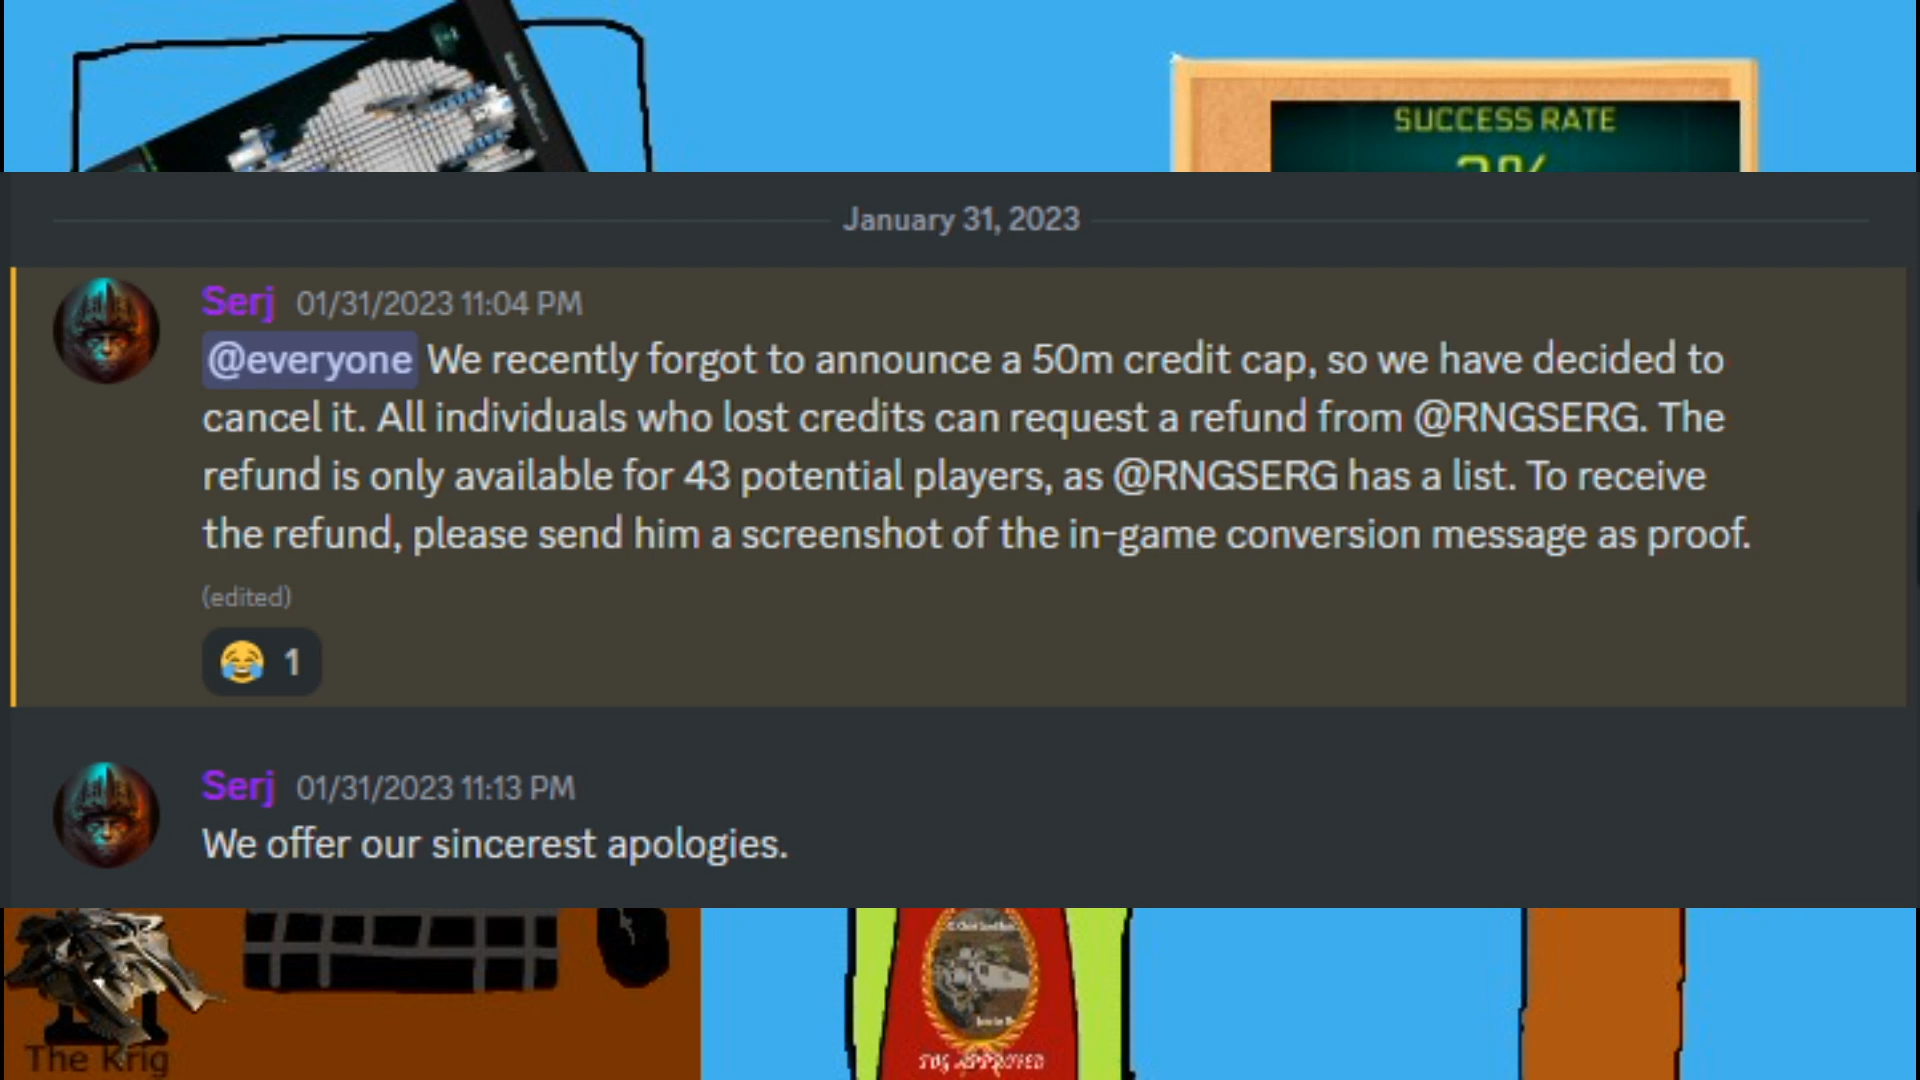 SUCCESS RATE
January 31, 2023
Serj 01/31/2023 11:04 PM
@everyone We recently forgot to announce a 50m credit cap, so we have decided to
cancel it. All individuals who lost credits can request a refund from @RNGSERG. The
refund is only available for 43 potential players, as @RNGSERG has a list. To receive
the refund, please send him a screenshot of the in-game conversion message as proof.
(edited)
😂 1
Serj 01/31/2023 11:13 PM
We offer our sincerest apologies.
The Krig